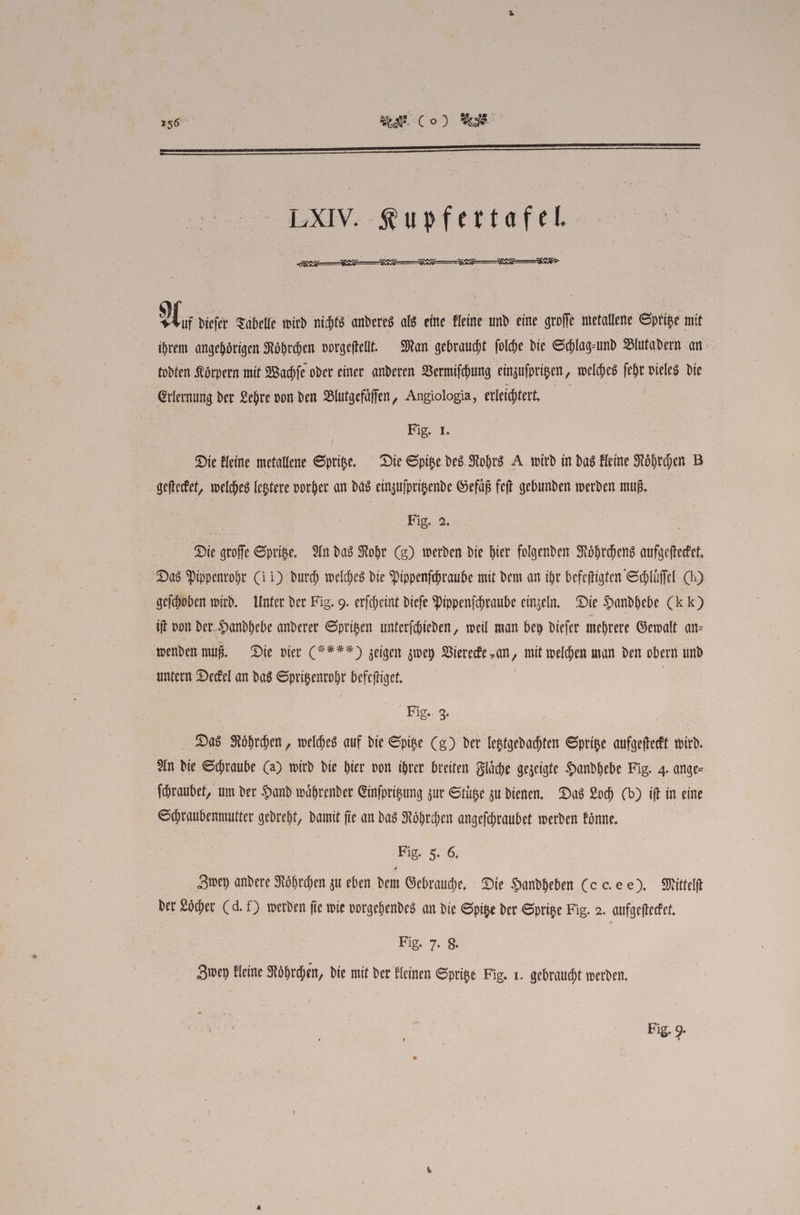 156 ( o )
LXIV. Kupfertafel.
Auf dieser Tabelle wird nichts anderes als eine kleine und eine grosse metallene Spritze mit
ihrem angehörigen Röhrchen vorgestellt. Man gebraucht solche die Schlag-und Blutadern an
todten Körpern mit Wachse oder einer anderen Vermischung einzuspritzen, welches sehr vieles die
Erlernung der Lehre von den Blutgefässen, Angiologia, erleichtert.
Fig. 1.
Die kleine metallene Spritze. Die Spitze des Rohrs A wird in das kleine Röhrchen B
gestecket, welches letztere vorher an das einzuspritzende Gefäß fest gebunden werden muß.
Fig. 2.
Die grosse Spritze. An das Rohr (g) werden die hier folgenden Röhrchens aufgestecket.
Das Pippenrohr (i i) durch welches die Pippenschraube mit dem an ihr befestigten Schlüssel (h)
geschoben wird. Unter der Fig. 9. erscheint diese Pippenschraube einzeln. Die Handhebe (k k)
ist von der Handhebe anderer Spritzen unterschieden, weil man bey dieser mehrere Gewalt an-
wenden muß. Die vier (****) zeigen zwey Vierecke, an, mit welchen man den obern und
untern Deckel an das Spritzenrohr befestiget.
Fig. 3.
Das Röhrchen, welches auf die Spitze (g) der letztgedachten Spritze aufgesteckt wird.
An die Schraube (a) wird die hier von ihrer breiten Fläche gezeigte Handhebe Fig. 4. ange-
schraubet, um der Hand währender Einspritzung zur Stütze zu dienen. Das Loch (b) ist in eine
Schraubenmutter gedreht, damit sie an das Röhrchen angeschraubet werden könne.
Fig. 5. 6.
Zwey andere Röhrchen zu eben dem Gebrauche. Die Handheben (c c. e e). Mittelst
der Löcher (d. f) werden sie wie vorgehendes an die Spitze der Spritze Fig. 2. aufgestecket.
Fig. 7. 8.
Zwey kleine Röhrchen, die mit der kleinen Spritze Fig. 1. gebraucht werden.
Fig. 9.